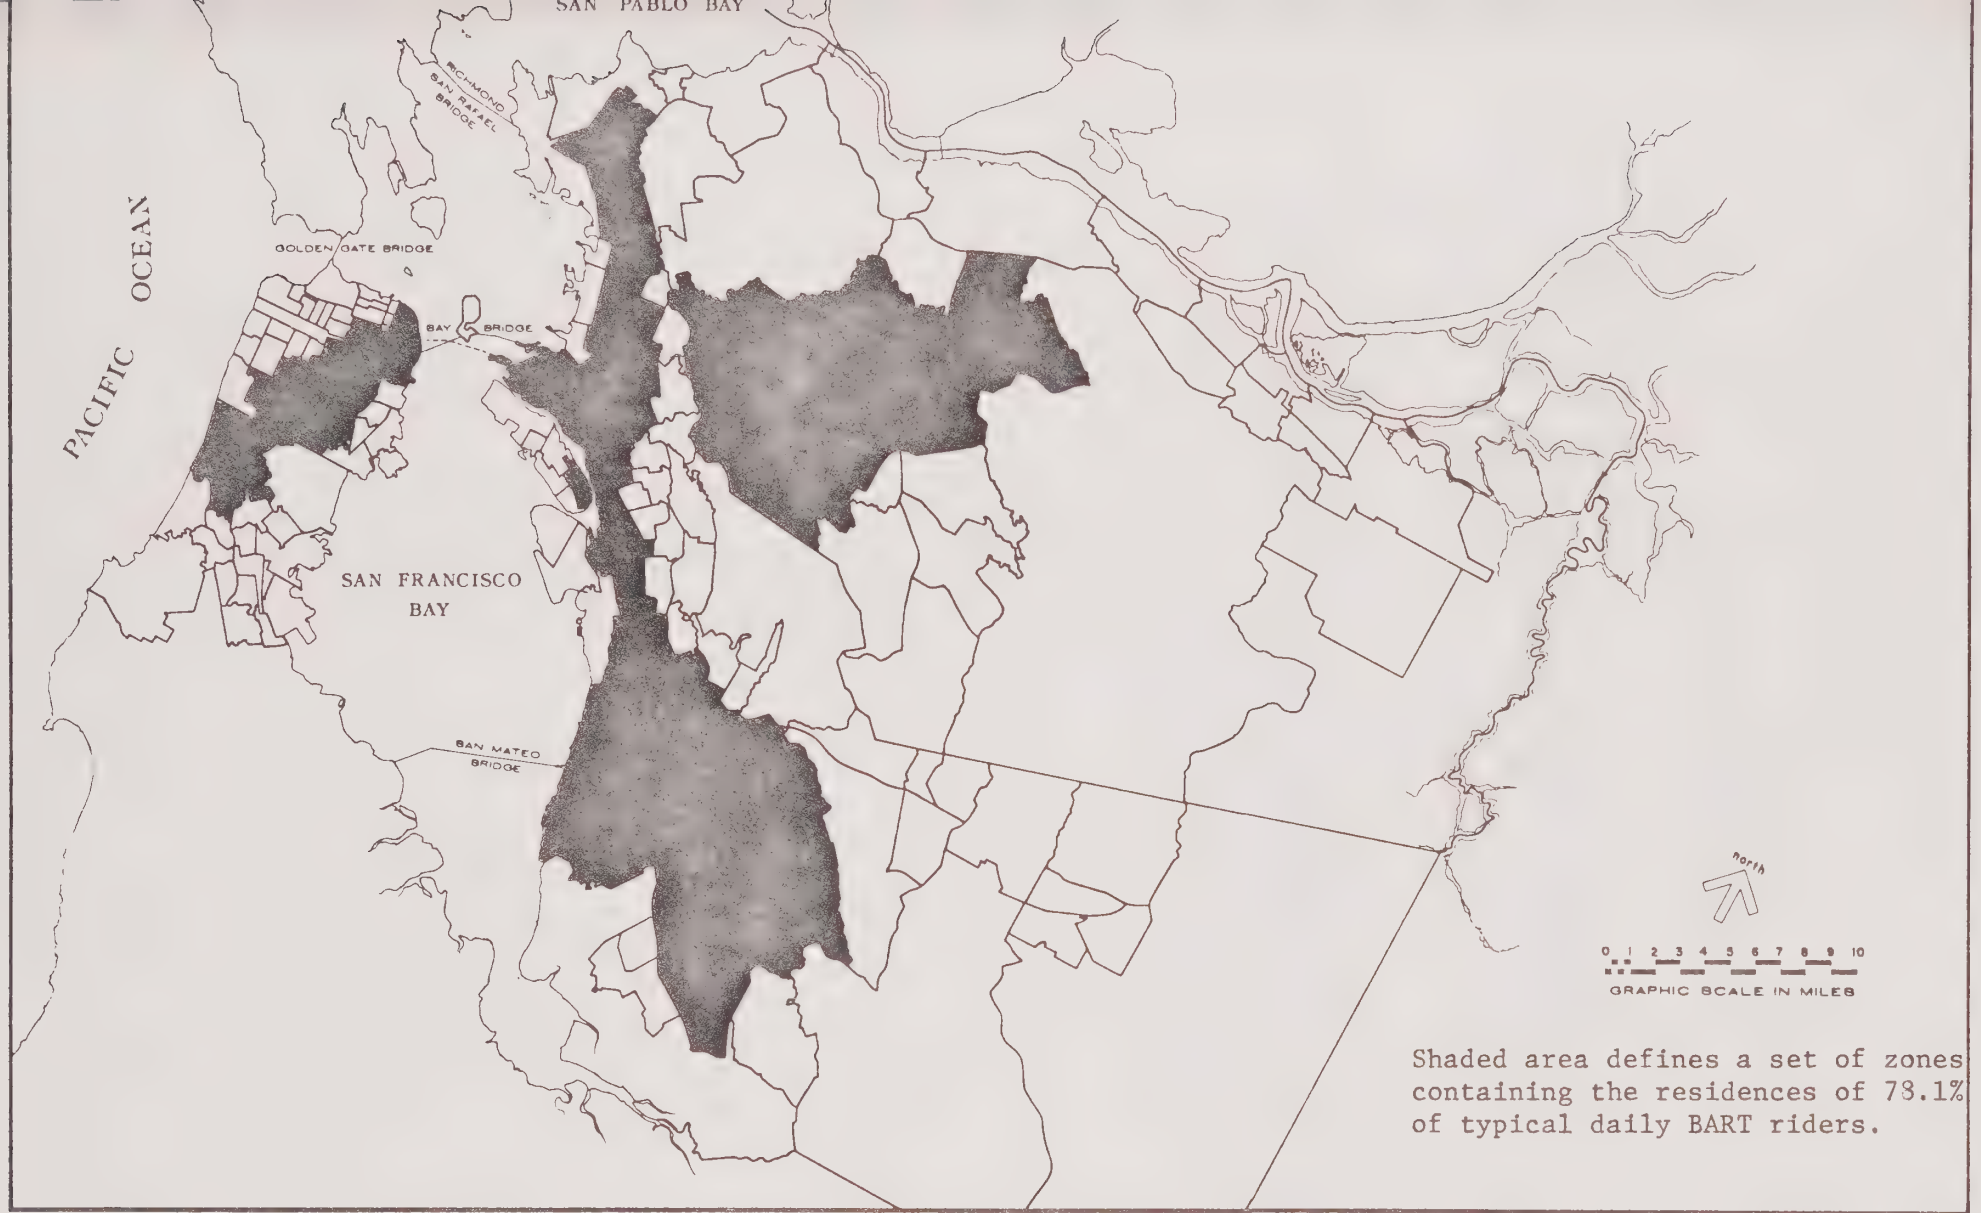 SAN PABLO BAY
RICHMOND
SAN RAFAEL
BRIDGE
PACIFIC OCEAN
GOLDEN GATE BRIDGE
BAY BRIDGE
SAN FRANCISCO
BAY
SAN MATEO
BRIDGE
north
0 1 2 3 4 5 6 7 8 9 10
GRAPHIC SCALE IN MILES
Shaded area defines a set of zones
containing the residences of 78.1%
of typical daily BART riders.